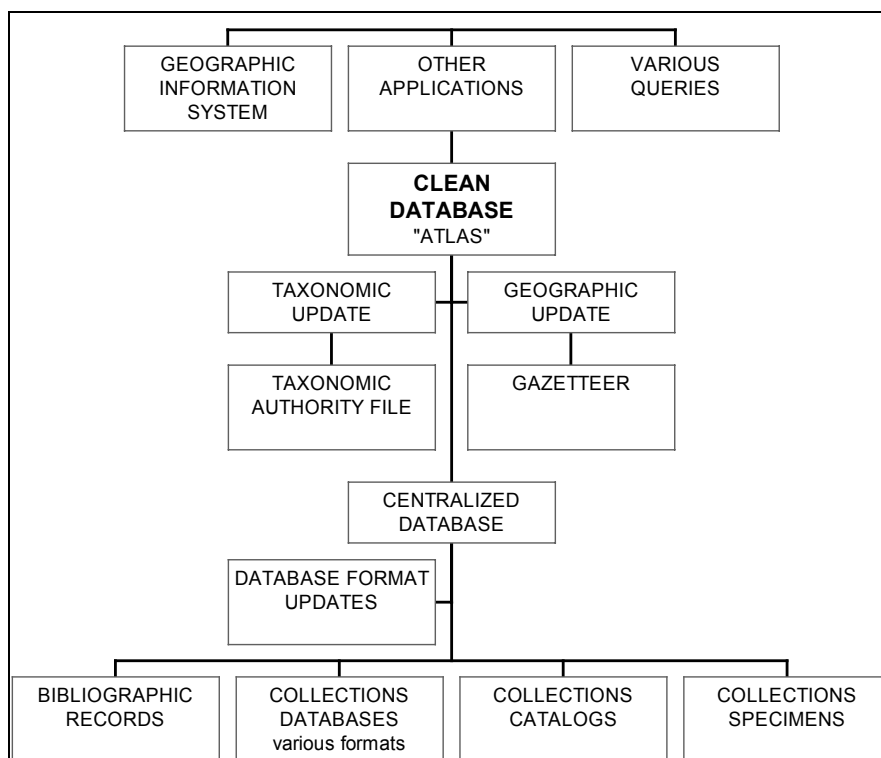 GEOGRAPHIC
INFORMATION
SYSTEM
OTHER
APPLICATIONS
VARIOUS
QUERIES
CLEAN
DATABASE
"ATLAS"
TAXONOMIC
UPDATE
GEOGRAPHIC
UPDATE
TAXONOMIC
AUTHORITY FILE
GAZETTEER
CENTRALIZED
DATABASE
DATABASE FORMAT
UPDATES
BIBLIOGRAPHIC
RECORDS
COLLECTIONS
DATABASES
various formats
COLLECTIONS
CATALOGS
COLLECTIONS
SPECIMENS